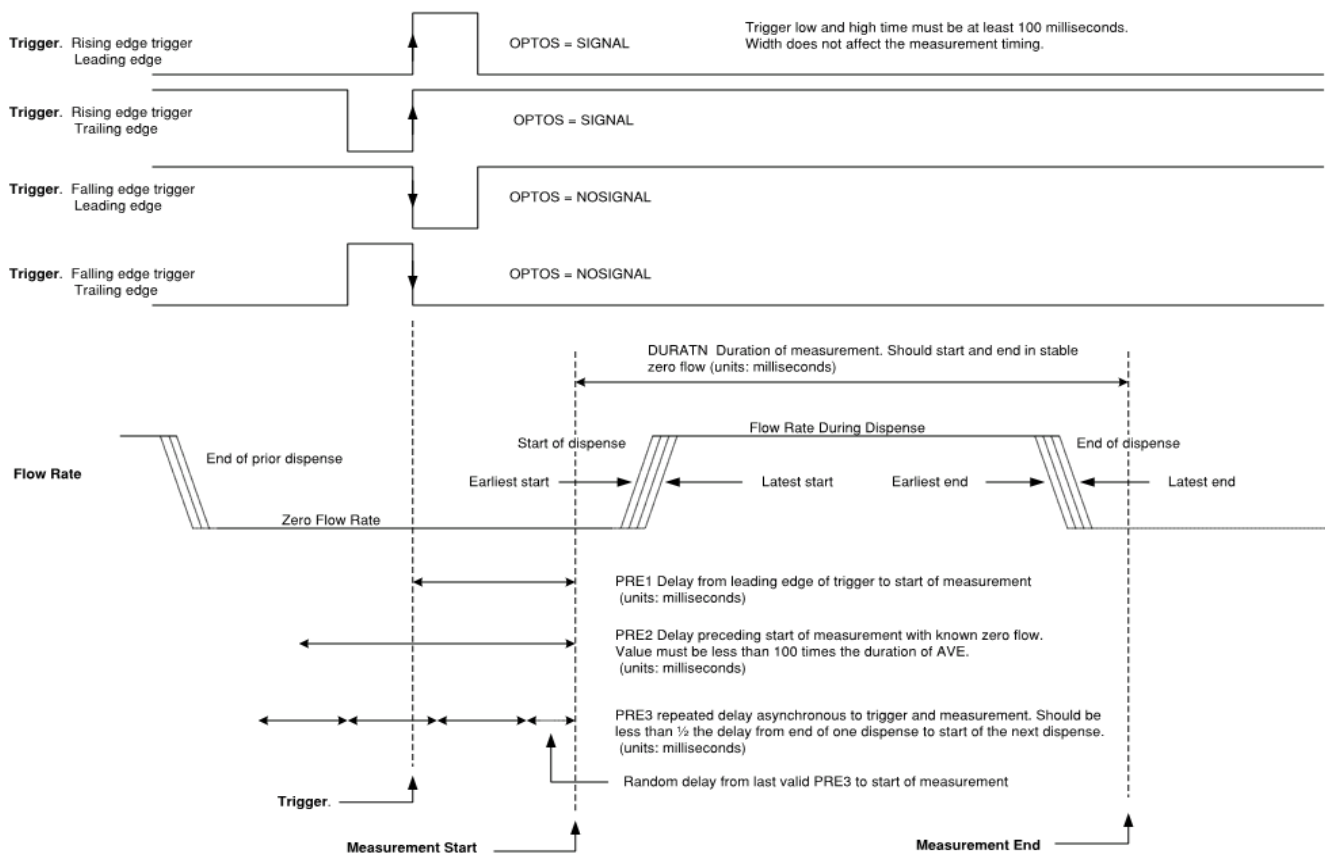 Trigger. Rising edge trigger
Leading edge
OPTOS = SIGNAL
Trigger low and high time must be at least 100 milliseconds.
Width does not affect the measurement timing.
Trigger. Rising edge trigger
Trailing edge
OPTOS = SIGNAL
Trigger. Falling edge trigger
Leading edge
OPTOS = NOSIGNAL
Trigger. Falling edge trigger
Trailing edge
OPTOS = NOSIGNAL
DURATN Duration of measurement. Should start and end in stable
zero flow (units: milliseconds)
Flow Rate
End of prior dispense
Zero Flow Rate
Start of dispense
Flow Rate During Dispense
End of dispense
Earliest start
Latest start
Earliest end
Latest end
PRE1 Delay from leading edge of trigger to start of measurement
(units: milliseconds)
PRE2 Delay preceding start of measurement with known zero flow.
Value must be less than 100 times the duration of AVE.
(units: milliseconds)
PRE3 repeated delay asynchronous to trigger and measurement. Should be
less than ½ the delay from end of one dispense to start of the next dispense.
(units: milliseconds)
Random delay from last valid PRE3 to start of measurement
Trigger.
Measurement Start
Measurement End